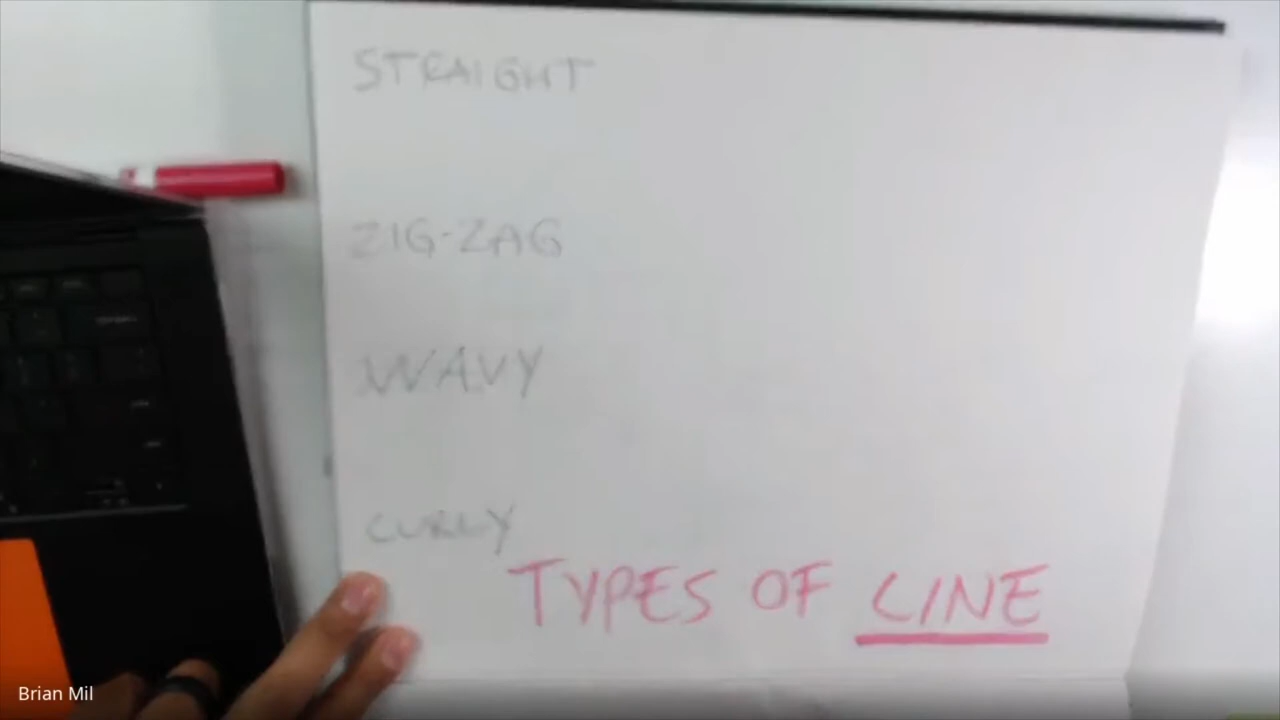 STRAIGHT
ZIG-ZAG
WAVY
CURLY
TYPES OF LINE
Brian Mil